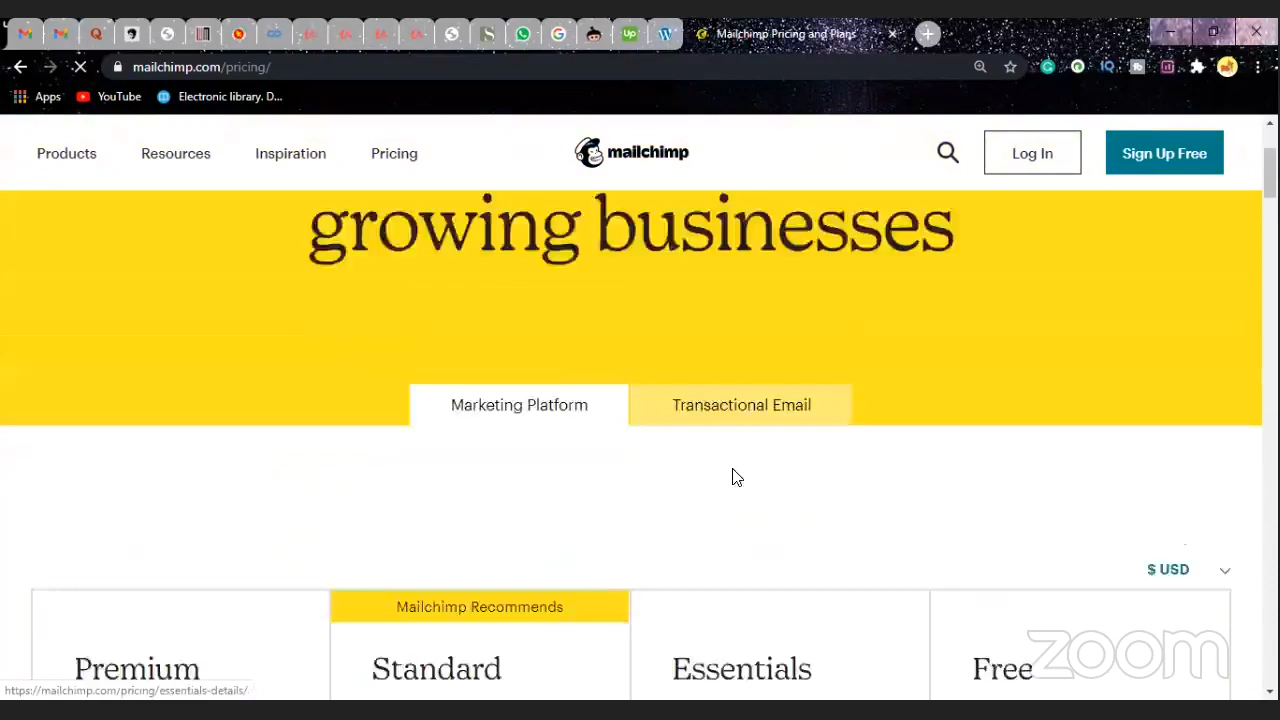 Mailchimp Pricing and Plans
mailchimp.com/pricing/
Apps
YouTube
Electronic library. D...
Products
Resources
Inspiration
Pricing
mailchimp
Log In
Sign Up Free
growing businesses
Marketing Platform
Transactional Email
$ USD
Mailchimp Recommends
Premium
Standard
Essentials
Free
zoom
https://mailchimp.com/pricing/essentials-details/